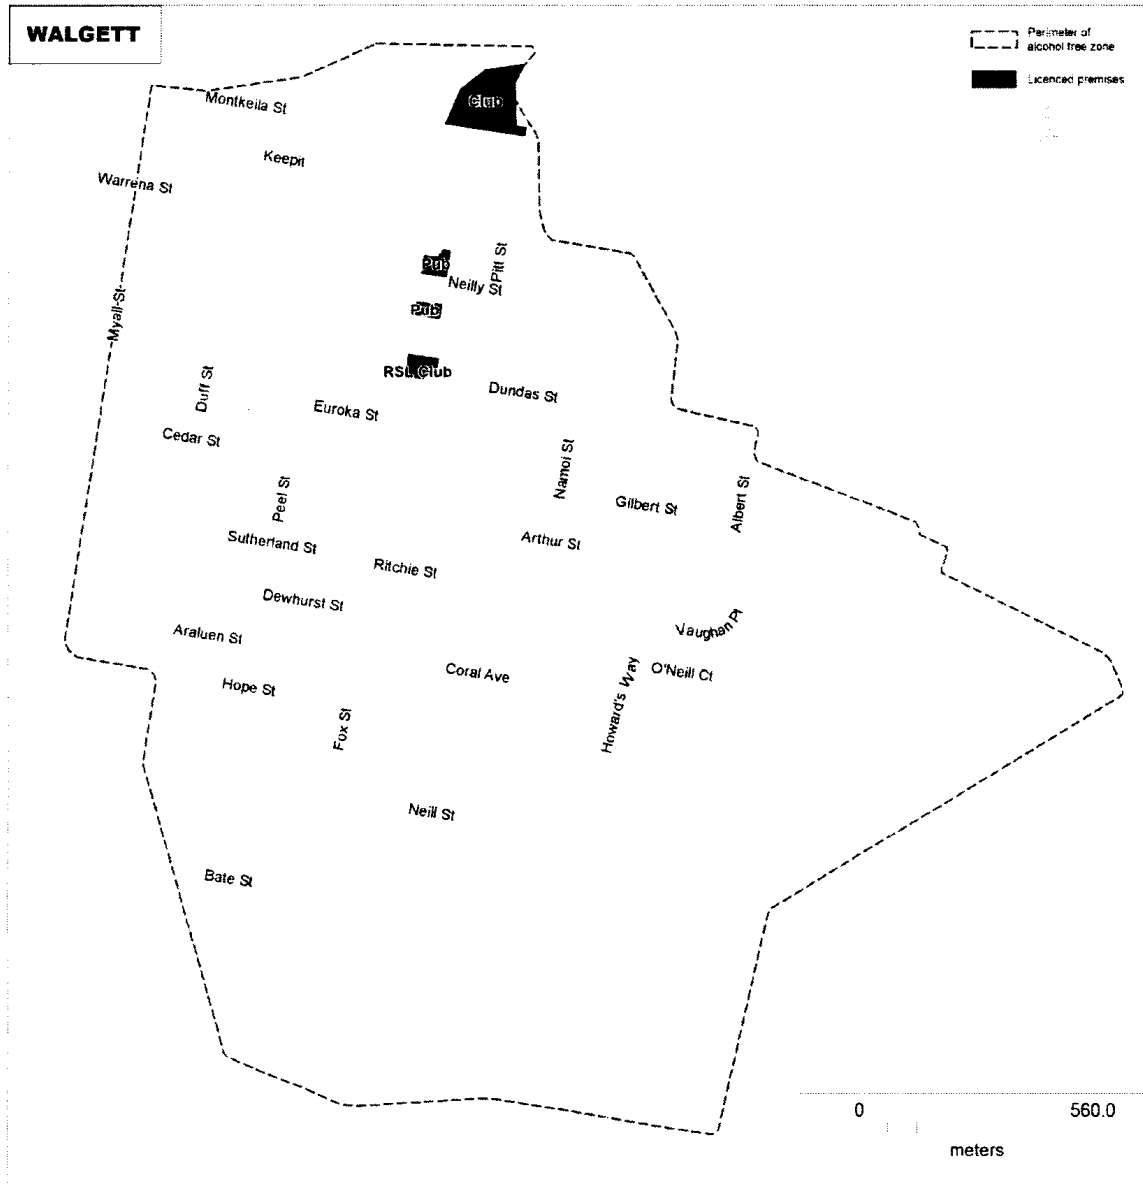 WALGETT
Perimeter of
alcohol free zone
Licenced premises
Montkeila St
Club
Keepit
Warrena St
Pitt St
Pub
Neilly St
Myall St
Pub
RSL Club
Duff St
Dundas St
Euroka St
Cedar St
Namoi St
Peel St
Gilbert St
Albert St
Sutherland St
Arthur St
Ritchie St
Dewhurst St
Araluen St
Vaughan Pl
Coral Ave
O'Neill Ct
Hope St
Howard's Way
Fox St
Neill St
Bate St
0 560.0
meters